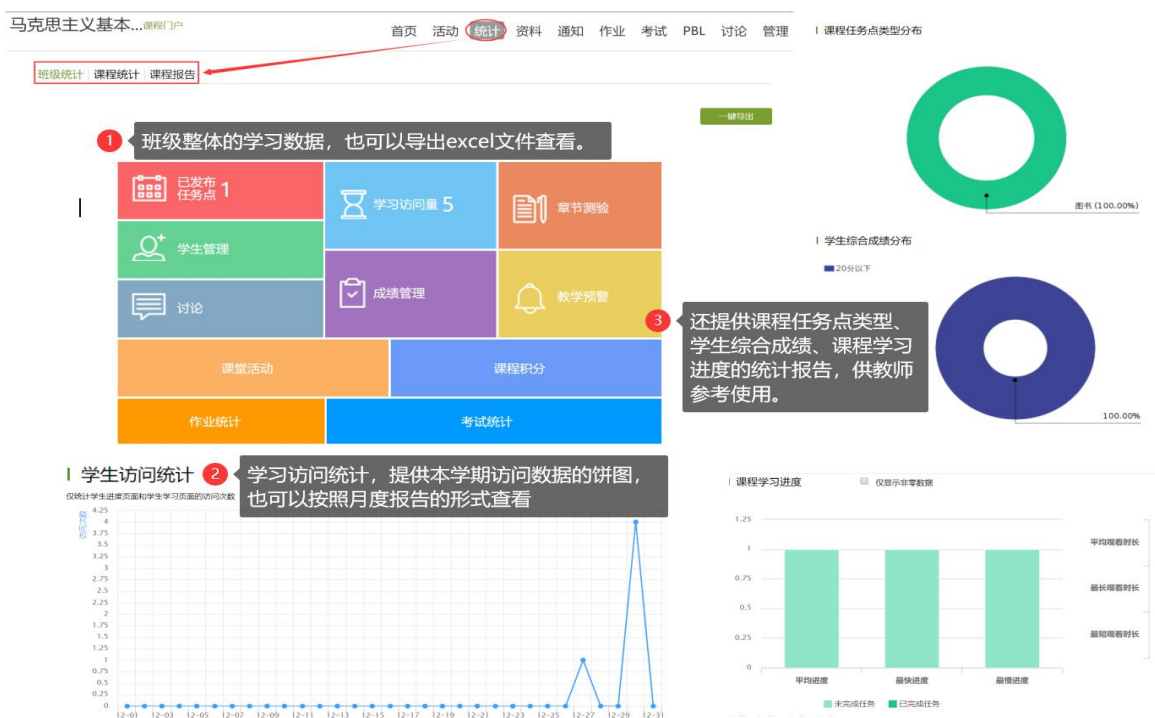 马克思主义基本...课程门户
首页 活动 统计 资料 通知 作业 考试 PBL 讨论 管理
班级统计 课程统计 课程报告
一键导出
1 班级整体的学习数据，也可以导出excel文件查看。
已发布
任务点 1
学习访问量 5
章节测验
学生管理
讨论
成绩管理
教学预警
课堂活动
课程积分
作业统计
考试统计
学生访问统计
仅统计学生进度页面和学生学习页面的访问次数
2 学习访问统计，提供本学期访问数据的饼图，
也可以按照月度报告的形式查看
访问次数
4.25
4
3.75
3.5
3.25
3
2.75
2.5
2.25
2
1.75
1.5
1.25
1
0.75
0.5
0.25
0
12-01 12-03 12-05 12-07 12-09 12-11 12-13 12-15 12-17 12-19 12-21 12-23 12-25 12-27 12-29 12-31
课程任务点类型分布
图书 (100.00%)
学生综合成绩分布
20分以下
100.00%
3 还提供课程任务点类型、
学生综合成绩、课程学习
进度的统计报告，供教师
参考使用。
课程学习进度
仅显示非零数据
1.25
1
0.75
0.5
0.25
0
平均进度 最快进度 最慢进度
未完成任务 已完成任务
平均观看时长
最长观看时长
最短观看时长